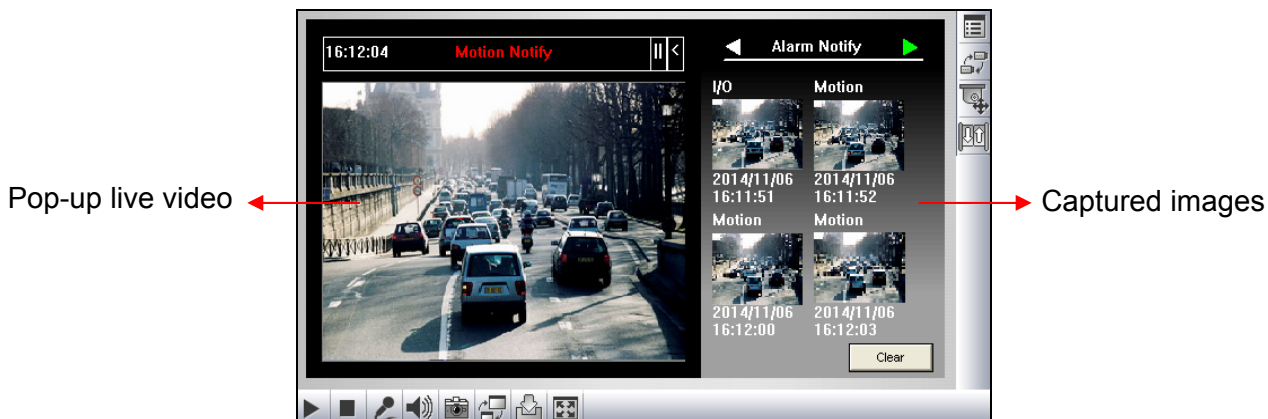 16:12:04 Motion Notify
Alarm Notify
I/O Motion
2014/11/06 2014/11/06
16:11:51 16:11:52
Motion Motion
2014/11/06 2014/11/06
16:12:00 16:12:03
Clear
Pop-up live video
Captured images